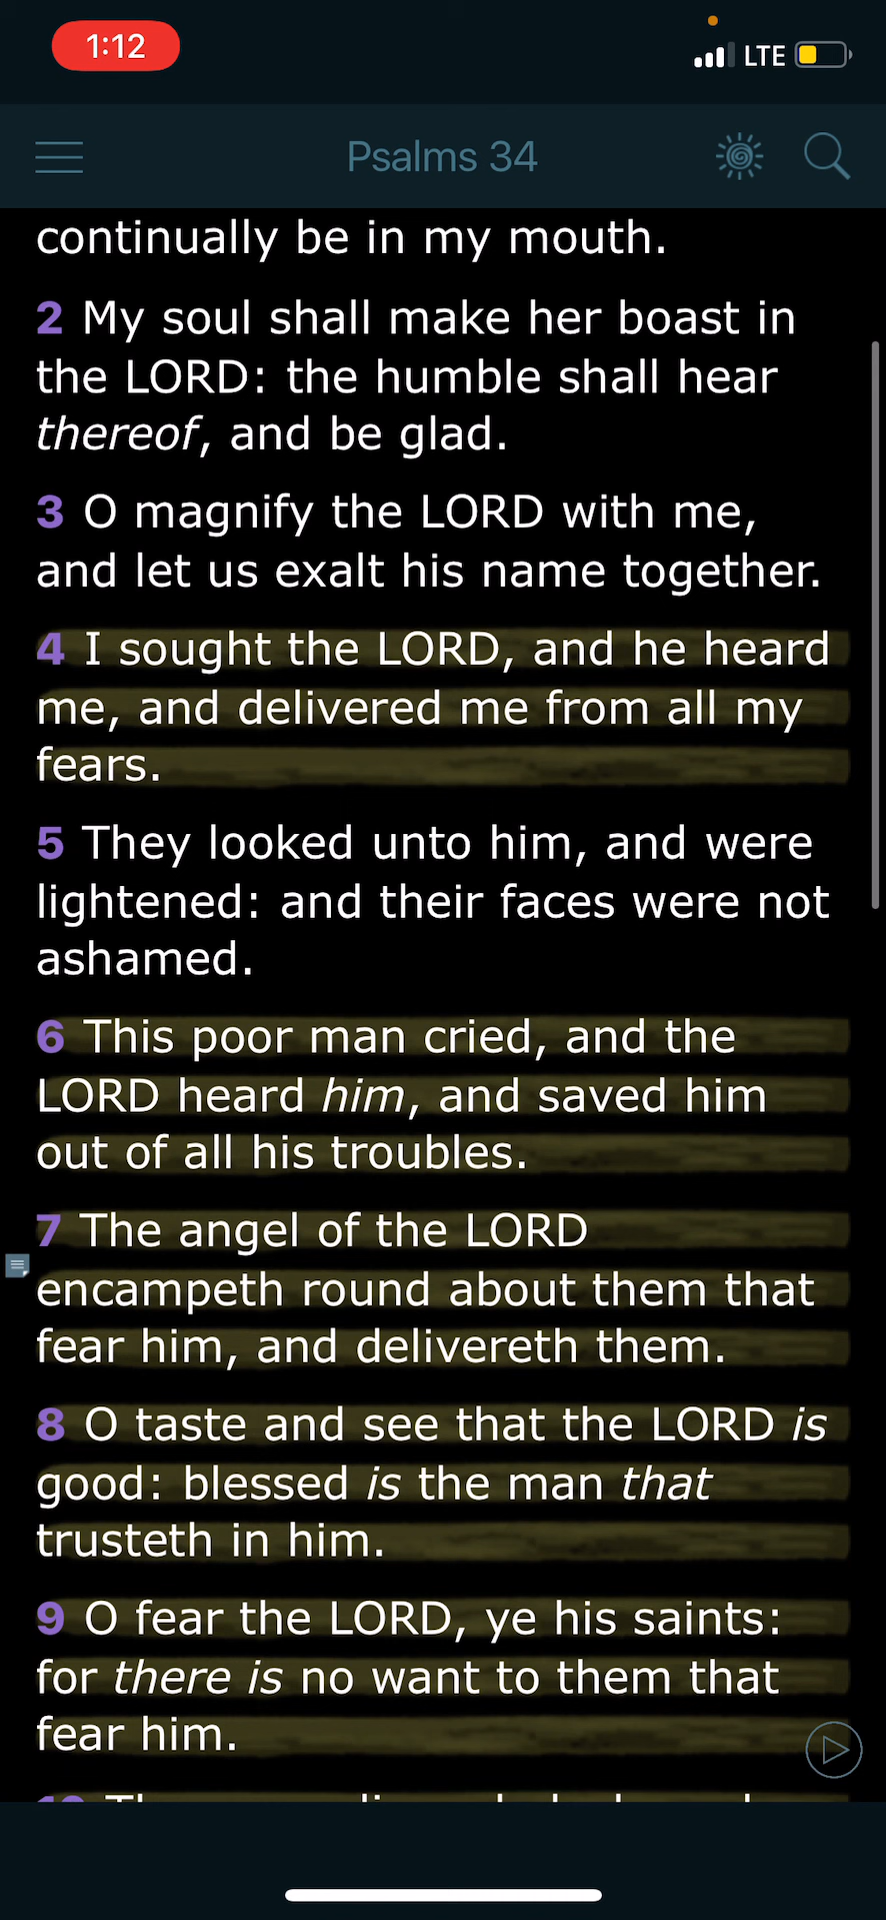 1:12
LTE
Psalms 34
continually be in my mouth.
2 My soul shall make her boast in
the LORD: the humble shall hear
thereof, and be glad.
3 O magnify the LORD with me,
and let us exalt his name together.
4 I sought the LORD, and he heard
me, and delivered me from all my
fears.
5 They looked unto him, and were
lightened: and their faces were not
ashamed.
6 This poor man cried, and the
LORD heard him, and saved him
out of all his troubles.
7 The angel of the LORD
encampeth round about them that
fear him, and delivereth them.
8 O taste and see that the LORD is
good: blessed is the man that
trusteth in him.
9 O fear the LORD, ye his saints:
for there is no want to them that
fear him.